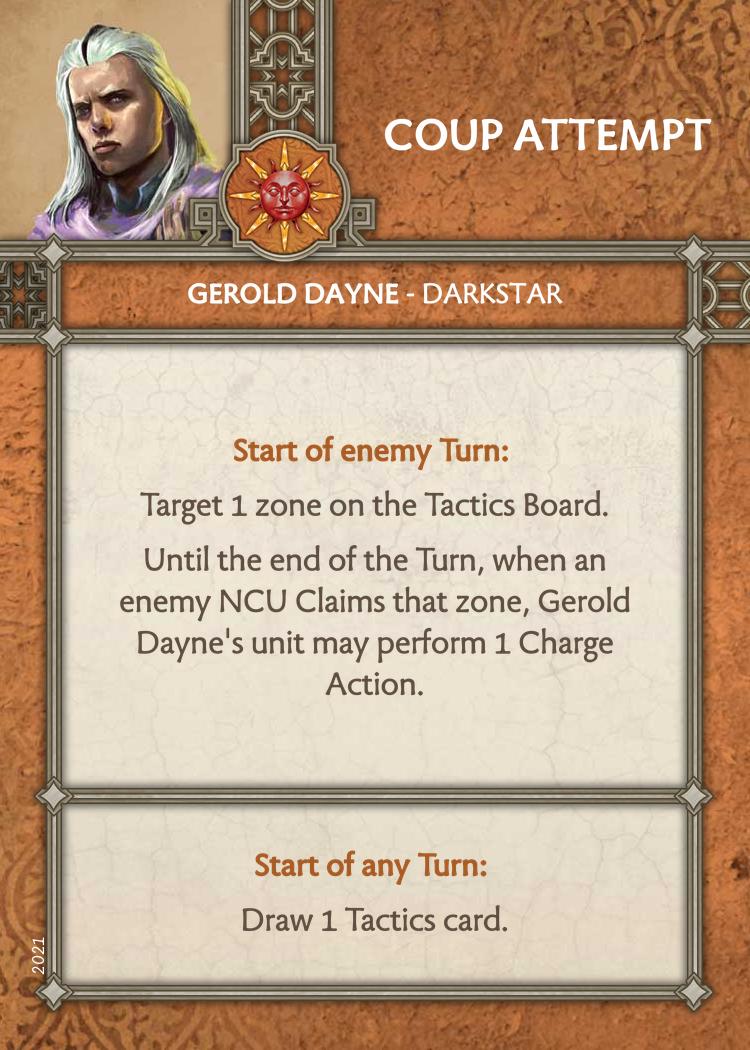 COUP ATTEMPT
GEROLD DAYNE - DARKSTAR
Start of enemy Turn:
Target 1 zone on the Tactics Board.
Until the end of the Turn, when an
enemy NCU Claims that zone, Gerold
Dayne's unit may perform 1 Charge
Action.
Start of any Turn:
Draw 1 Tactics card.
2021